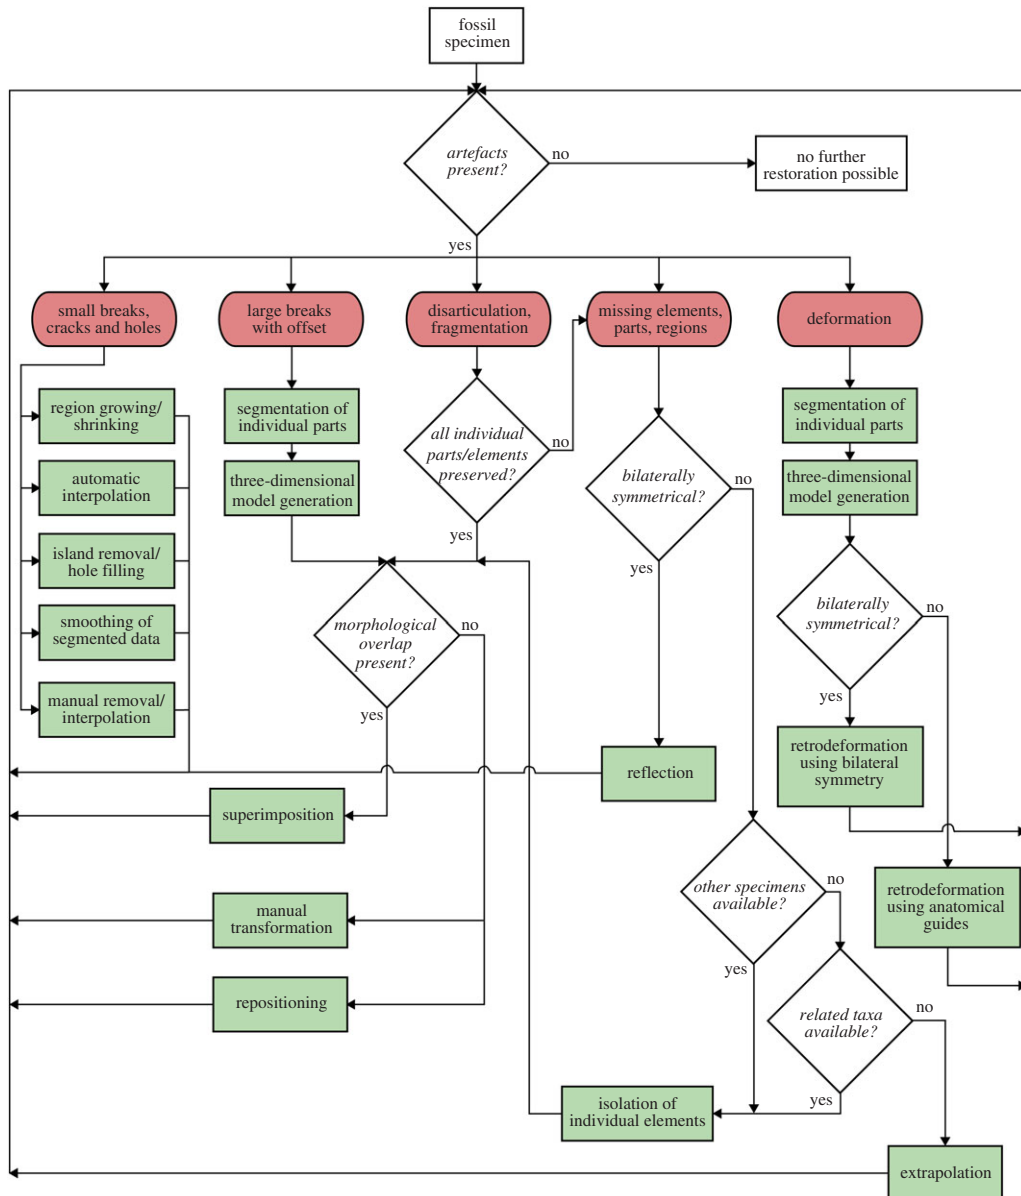 fossil
specimen
artefacts
present?
no
no further
restoration possible
yes
small breaks,
cracks and holes
large breaks
with offset
disarticulation,
fragmentation
missing elements,
parts, regions
deformation
region growing/
shrinking
automatic
interpolation
island removal/
hole filling
smoothing of
segmented data
manual removal/
interpolation
segmentation of
individual parts
three-dimensional
model generation
all individual
parts/elements
preserved?
no
yes
bilaterally
symmetrical?
no
yes
segmentation of
individual parts
three-dimensional
model generation
bilaterally
symmetrical?
no
yes
morphological
overlap
present?
no
yes
retrodeformation
using bilateral
symmetry
reflection
superimposition
manual
transformation
repositioning
other specimens
available?
no
yes
retrodeformation
using anatomical
guides
related taxa
available?
no
yes
isolation of
individual elements
extrapolation